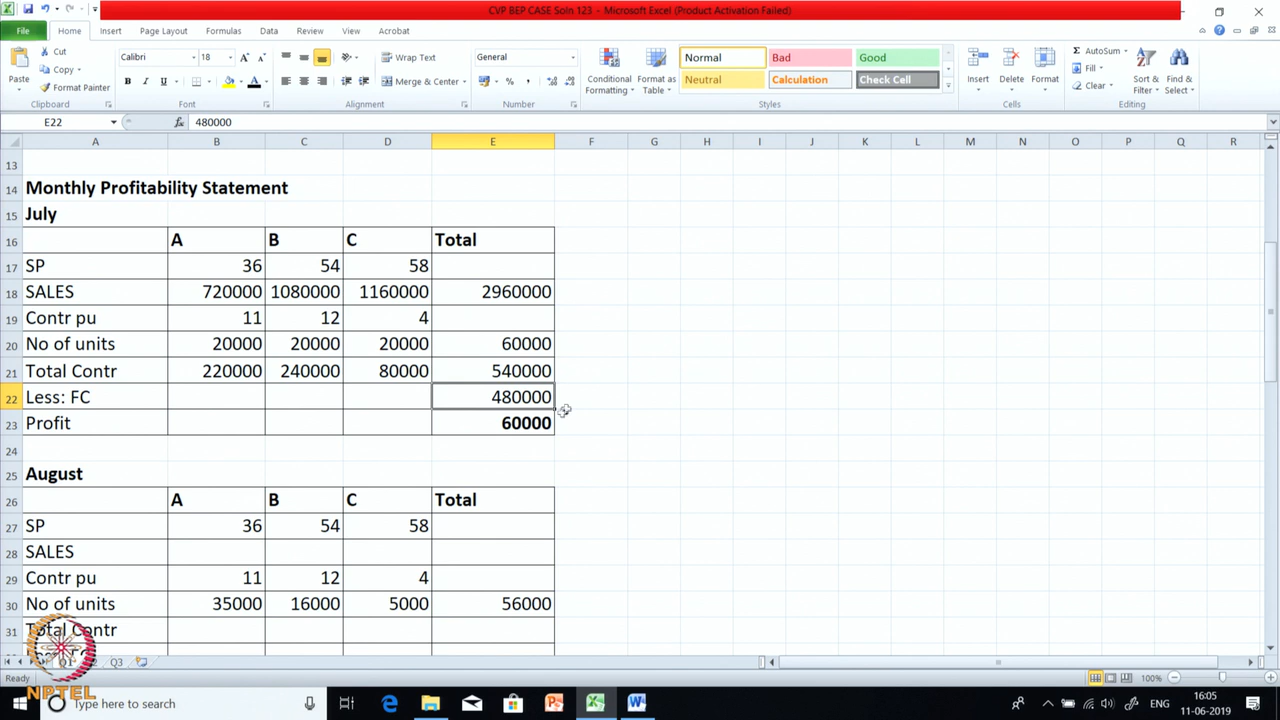 CVP BEP CASE Soln 123 - Microsoft Excel (Product Activation Failed)
File Home Insert Page Layout Formulas Data Review View Acrobat
Paste Cut Copy Format Painter Clipboard
Calibri 18 A A B I U A Font
Wrap Text Merge & Center Alignment
General % , Number
Conditional Formatting Format as Table Normal Bad Good Neutral Calculation Check Cell Styles
Insert Delete Format Cells
AutoSum Fill Clear Sort & Filter Find & Select Editing
E22 fx 480000
A B C D E F G H I J K L M N O P Q R
13
14 Monthly Profitability Statement
15 July
16 A B C Total
17 SP 36 54 58
18 SALES 720000 1080000 1160000 2960000
19 Contr pu 11 12 4
20 No of units 20000 20000 20000 60000
21 Total Contr 220000 240000 80000 540000
22 Less: FC 480000
23 Profit 60000
24
25 August
26 A B C Total
27 SP 36 54 58
28 SALES
29 Contr pu 11 12 4
30 No of units 35000 16000 5000 56000
31 Total Contr
Q1 Q3
Ready 100%
NPTEL
Type here to search
ENG 16:05
11-06-2019